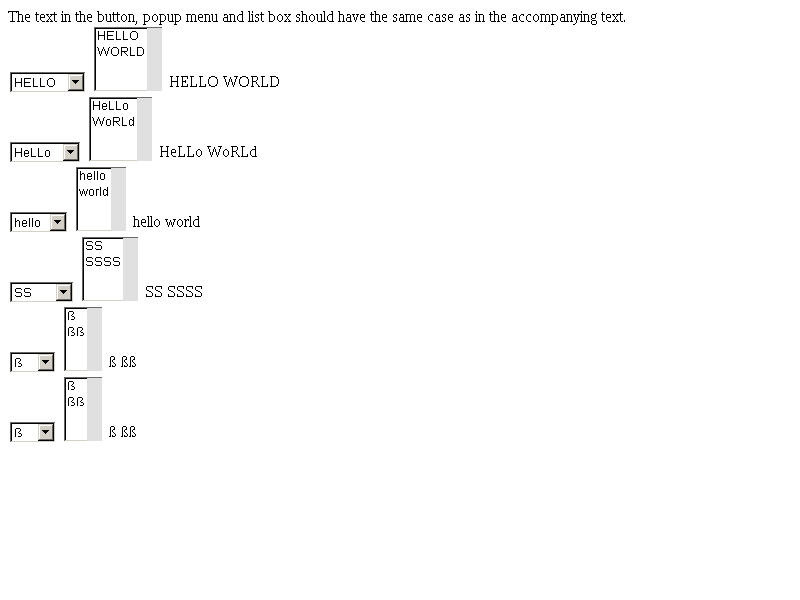 The text in the button, popup menu and list box should have the same case as in the accompanying text.
HELLO
WORLD
HELLO HELLO WORLD
HeLLo
WoRLd
HeLLo HeLLo WoRLd
hello
world
hello hello world
SS
SSSS
SS SS SSSS
ß
ßß
ß ß ßß
ß
ßß
ß ß ßß